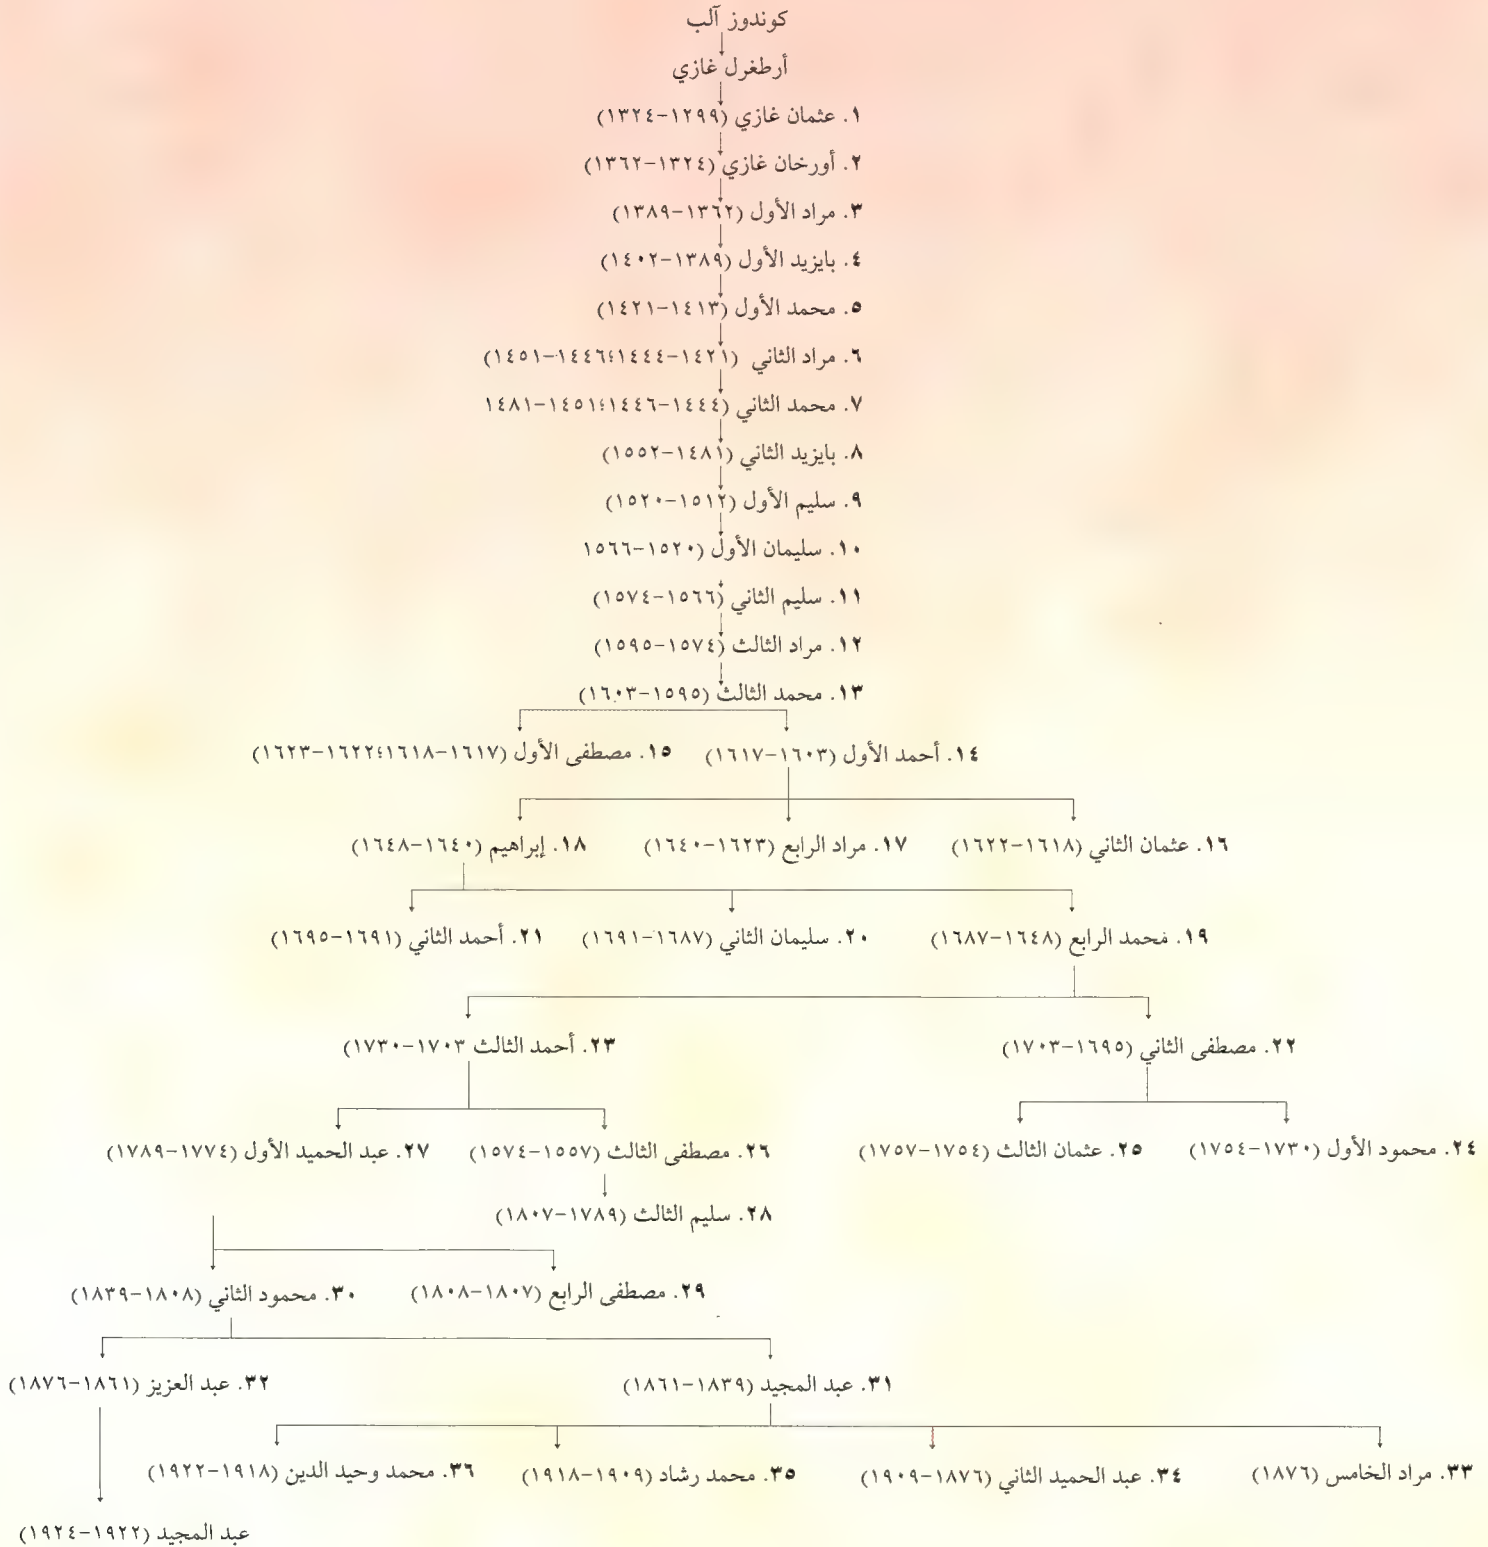 كوندوز آلب
أرطغرل غازي
١. عثمان غازي (١٢٩٩-١٣٢٤)
٢. أورخان غازي (١٣٢٤-١٣٦٢)
٣. مراد الأول (١٣٦٢-١٣٨٩)
٤. بايزيد الأول (١٣٨٩-١٤٠٢)
٥. محمد الأول (١٤١٣-١٤٢١)
٦. مراد الثاني (١٤٢١-١٤٤٤؛١٤٤٦-١٤٥١)
٧. محمد الثاني (١٤٤٤-١٤٤٦؛١٤٥١-١٤٨١
٨. بايزيد الثاني (١٤٨١-١٥٥٢)
٩. سليم الأول (١٥١٢-١٥٢٠)
١٠. سليمان الأول (١٥٢٠-١٥٦٦
١١. سليم الثاني (١٥٦٦-١٥٧٤)
١٢. مراد الثالث (١٥٧٤-١٥٩٥)
١٣. محمد الثالث (١٥٩٥-١٦٠٣)
١٤. أحمد الأول (١٦٠٣-١٦١٧) ١٥. مصطفى الأول (١٦١٧-١٦١٨؛١٦٢٢-١٦٢٣)
١٦. عثمان الثاني (١٦١٨-١٦٢٢) ١٧. مراد الرابع (١٦٢٣-١٦٤٠) ١٨. إبراهيم (١٦٤٠-١٦٤٨)
١٩. محمد الرابع (١٦٤٨-١٦٨٧) ٢٠. سليمان الثاني (١٦٨٧-١٦٩١) ٢١. أحمد الثاني (١٦٩١-١٦٩٥)
٢٢. مصطفى الثاني (١٦٩٥-١٧٠٣) ٢٣. أحمد الثالث ١٧٠٣-١٧٣٠)
٢٤. محمود الأول (١٧٣٠-١٧٥٤) ٢٥. عثمان الثالث (١٧٥٤-١٧٥٧) ٢٦. مصطفى الثالث (١٥٥٧-١٥٧٤) ٢٧. عبد الحميد الأول (١٧٧٤-١٧٨٩)
٢٨. سليم الثالث (١٧٨٩-١٨٠٧)
٢٩. مصطفى الرابع (١٨٠٧-١٨٠٨) ٣٠. محمود الثاني (١٨٠٨-١٨٣٩)
٣١. عبد المجيد (١٨٣٩-١٨٦١) ٣٢. عبد العزيز (١٨٦١-١٨٧٦)
٣٣. مراد الخامس (١٨٧٦) ٣٤. عبد الحميد الثاني (١٨٧٦-١٩٠٩) ٣٥. محمد رشاد (١٩٠٩-١٩١٨) ٣٦. محمد وحيد الدين (١٩١٨-١٩٢٢)
عبد المجيد (١٩٢٢-١٩٢٤)